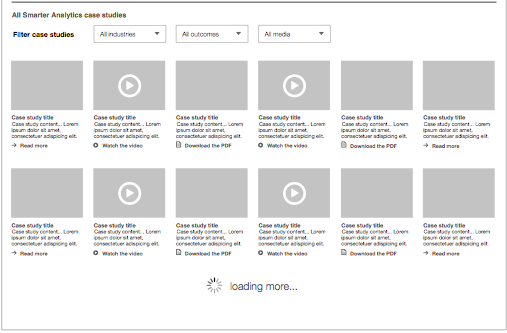 All Smarter Analytics case studies
Filter case studies All industries All outcomes All media
Case study title Case study title Case study title Case study title Case study title Case study title
Case study content... Lorem Case study content... Lorem Case study content... Lorem Case study content... Lorem Case study content... Lorem Case study content... Lorem
ipsum dolor sit amet, ipsum dolor sit amet, ipsum dolor sit amet, ipsum dolor sit amet, ipsum dolor sit amet, ipsum dolor sit amet,
consectetuer adipiscing elit. consectetuer adipiscing elit. consectetuer adipiscing elit. consectetuer adipiscing elit. consectetuer adipiscing elit. consectetuer adipiscing elit.
Read more Watch the video Download the PDF Watch the video Download the PDF Read more
Case study title Case study title Case study title Case study title Case study title Case study title
Case study content... Lorem Case study content... Lorem Case study content... Lorem Case study content... Lorem Case study content... Lorem Case study content... Lorem
ipsum dolor sit amet, ipsum dolor sit amet, ipsum dolor sit amet, ipsum dolor sit amet, ipsum dolor sit amet, ipsum dolor sit amet,
consectetuer adipiscing elit. consectetuer adipiscing elit. consectetuer adipiscing elit. consectetuer adipiscing elit. consectetuer adipiscing elit. consectetuer adipiscing elit.
Read more Watch the video Download the PDF Watch the video Download the PDF Read more
loading more...